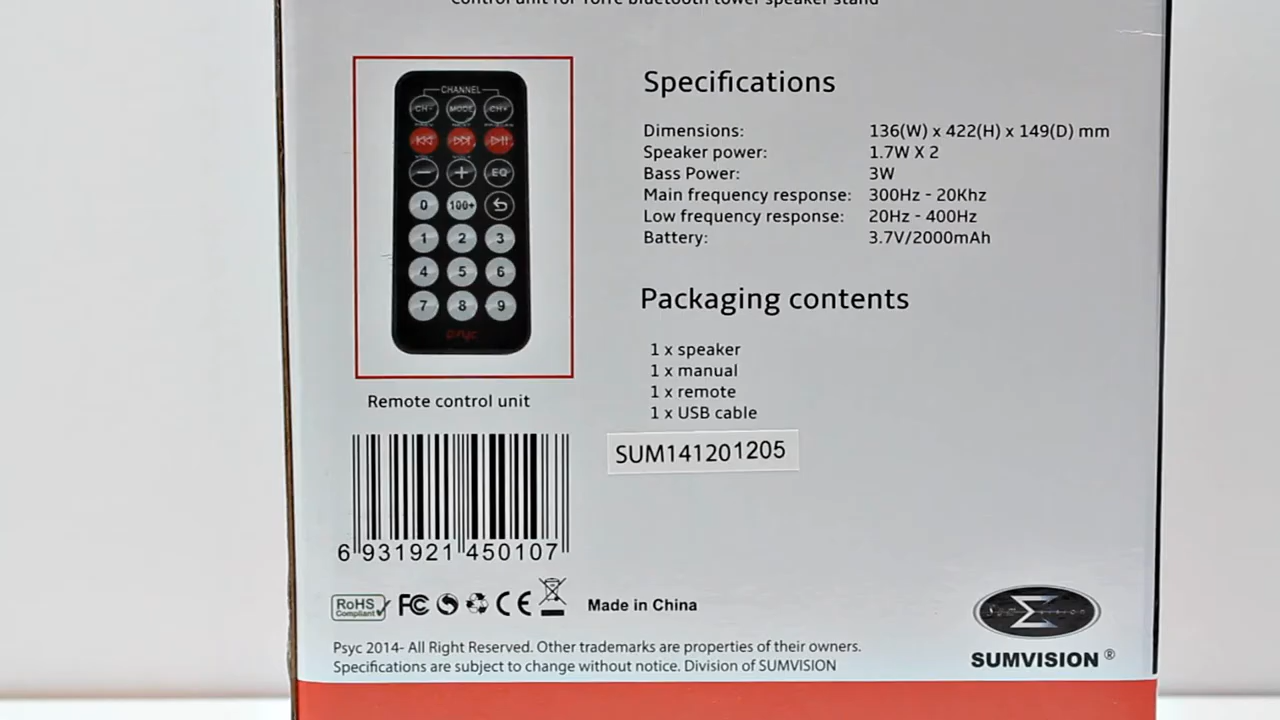 control unit for Torre bluetooth tower speaker stand
CHANNEL
CH- MODE CH+
EQ
0 100+
1 2 3
4 5 6
7 8 9
psyc
Remote control unit
Specifications
Dimensions: 136(W) x 422(H) x 149(D) mm
Speaker power: 1.7W X 2
Bass Power: 3W
Main frequency response: 300Hz - 20Khz
Low frequency response: 20Hz - 400Hz
Battery: 3.7V/2000mAh
Packaging contents
1 x speaker
1 x manual
1 x remote
1 x USB cable
SUM141201205
6 931921 450107
RoHS
Compliant
FC CE
Made in China
Psyc 2014- All Right Reserved. Other trademarks are properties of their owners.
Specifications are subject to change without notice. Division of SUMVISION
Sum vision
SUMVISION ®